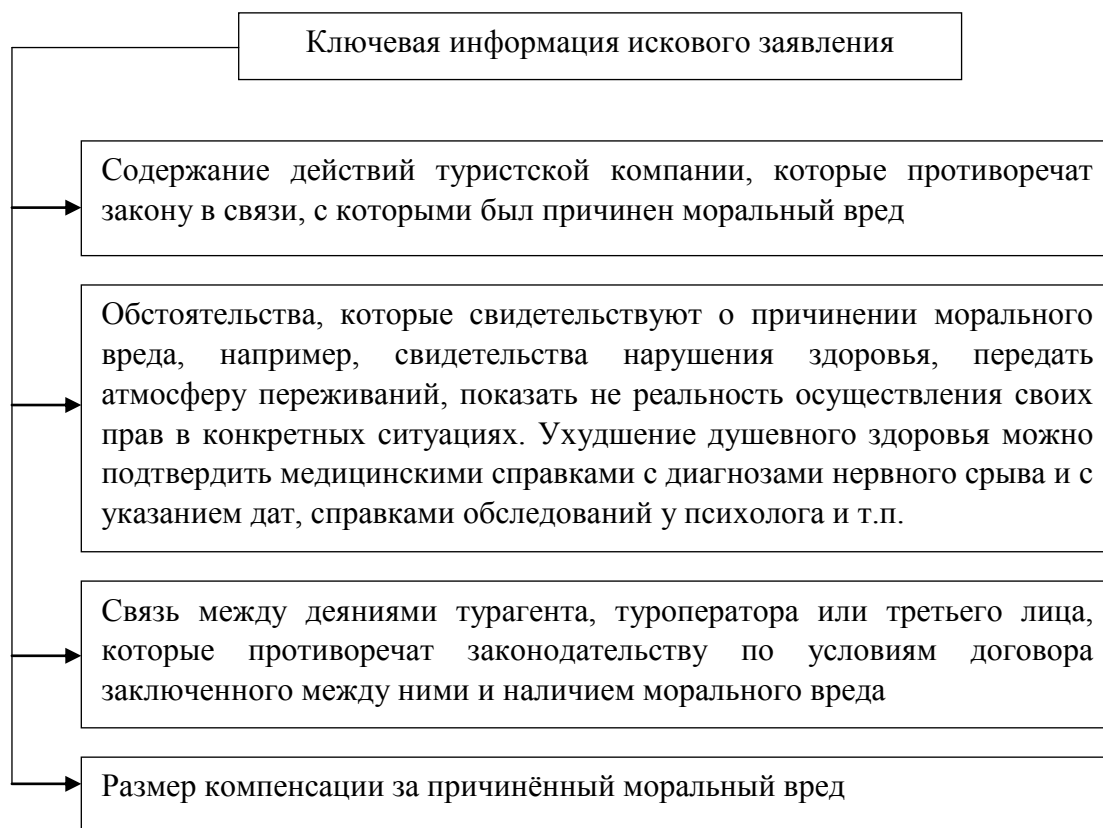 Ключевая информация искового заявления
Содержание действий туристской компании, которые противоречат
закону в связи, с которыми был причинен моральный вред
Обстоятельства, которые свидетельствуют о причинении морального
вреда, например, свидетельства нарушения здоровья, передать
атмосферу переживаний, показать не реальность осуществления своих
прав в конкретных ситуациях. Ухудшение душевного здоровья можно
подтвердить медицинскими справками с диагнозами нервного срыва и с
указанием дат, справками обследований у психолога и т.п.
Связь между деяниями турагента, туроператора или третьего лица,
которые противоречат законодательству по условиям договора
заключенного между ними и наличием морального вреда
Размер компенсации за причинённый моральный вред